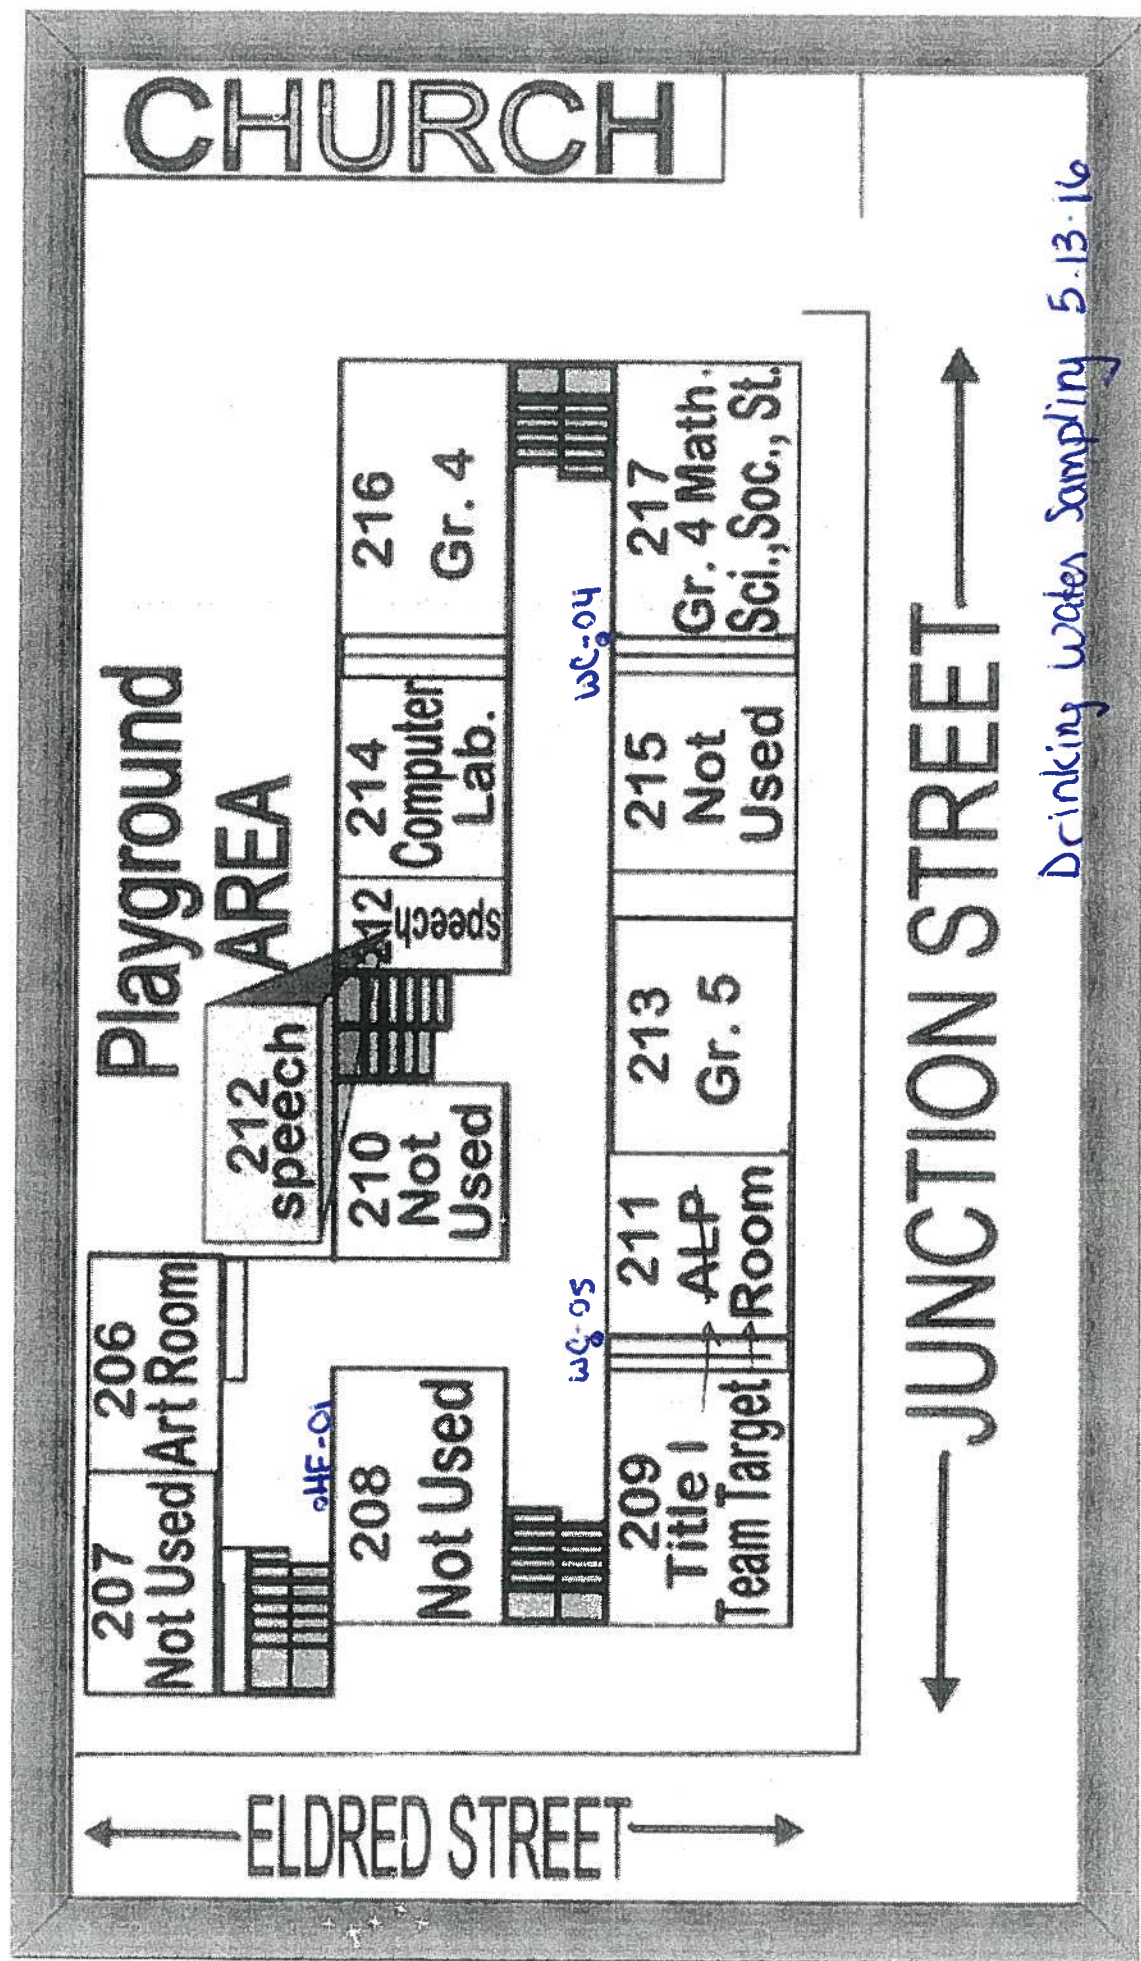 CHURCH
Playground
AREA
206
Art Room
207
Not Used
212
speech
216
Gr. 4
214
Computer
Lab.
212
speech
210
Not
Used
208
Not Used
OHF-01
WC-04
WC-05
217
Gr. 4 Math.
Sci.,Soc., St.
215
Not
Used
213
Gr. 5
211
ALP
Room
209
Title I
Team Target
ELDRED STREET
JUNCTION STREET
Drinking Water Sampling 5.13.16